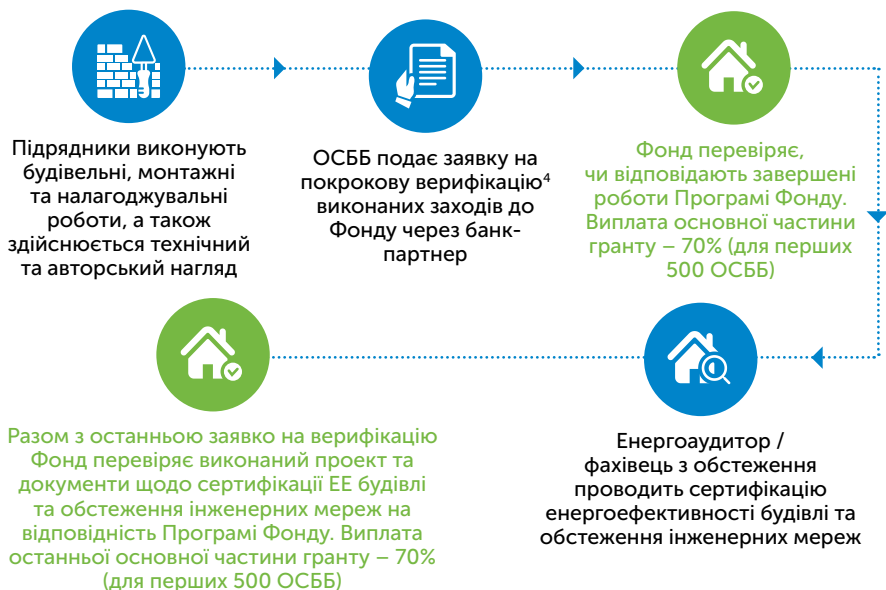 Підрядники виконують
будівельні, монтажні
та налагоджувальні
роботи, а також
здійснюється технічний
та авторський нагляд
ОСББ подає заявку на
покрокову верифікацію⁴
виконаних заходів до
Фонду через банк-
партнер
Фонд перевіряє,
чи відповідають завершені
роботи Програмі Фонду.
Виплата основної частини
гранту – 70% (для перших
500 ОСББ)
Енергоаудитор /
фахівець з обстеження
проводить сертифікацію
енергоефективності будівлі та
обстеження інженерних мереж
Разом з останньою заявко на верифікацію
Фонд перевіряє виконаний проект та
документи щодо сертифікації ЕЕ будівлі
та обстеження інженерних мереж на
відповідність Програмі Фонду. Виплата
останньої основної частини гранту – 70%
(для перших 500 ОСББ)